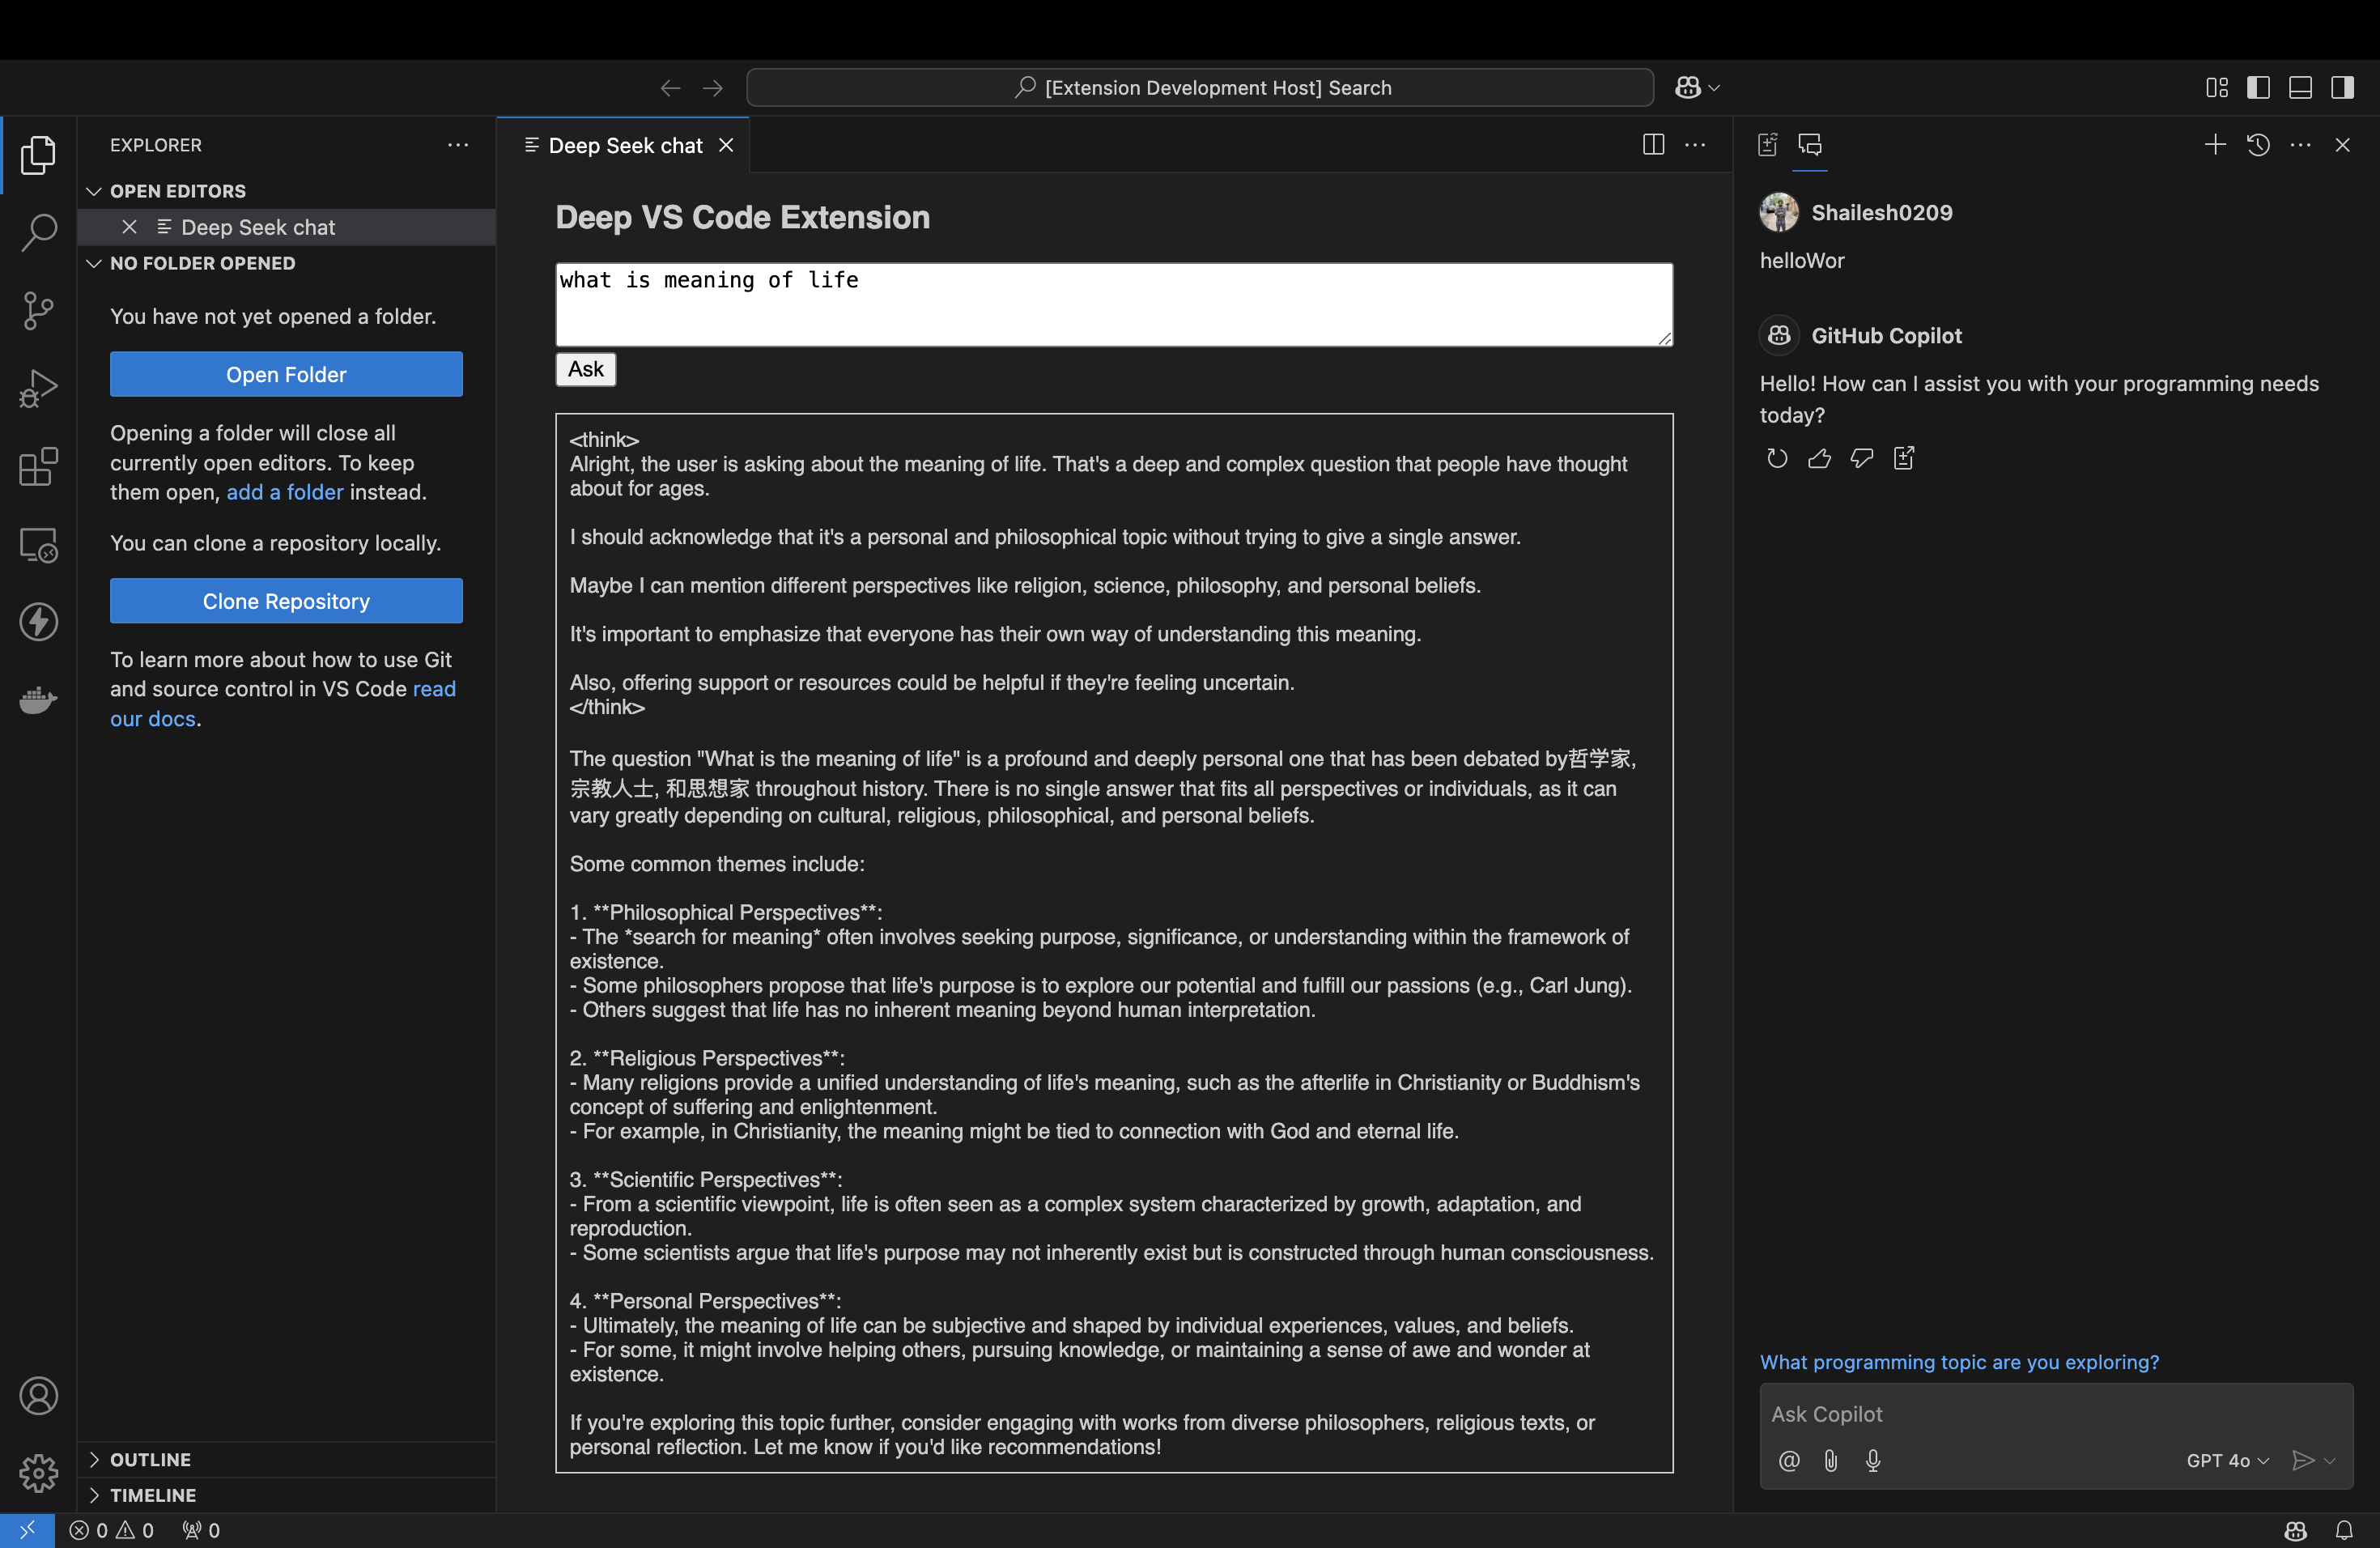 [Extension Development Host] Search
EXPLORER
OPEN EDITORS
Deep Seek chat
NO FOLDER OPENED
You have not yet opened a folder.
Open Folder
Opening a folder will close all
currently open editors. To keep
them open, add a folder instead.
You can clone a repository locally.
Clone Repository
To learn more about how to use Git
and source control in VS Code read
our docs.
OUTLINE
TIMELINE
0 0 0
Deep Seek chat
Deep VS Code Extension
what is meaning of life
Ask
<think>
Alright, the user is asking about the meaning of life. That's a deep and complex question that people have thought
about for ages.
I should acknowledge that it's a personal and philosophical topic without trying to give a single answer.
Maybe I can mention different perspectives like religion, science, philosophy, and personal beliefs.
It's important to emphasize that everyone has their own way of understanding this meaning.
Also, offering support or resources could be helpful if they're feeling uncertain.
</think>
The question "What is the meaning of life" is a profound and deeply personal one that has been debated by哲学家,
宗教人士, 和思想家 throughout history. There is no single answer that fits all perspectives or individuals, as it can
vary greatly depending on cultural, religious, philosophical, and personal beliefs.
Some common themes include:
1. **Philosophical Perspectives**:
- The *search for meaning* often involves seeking purpose, significance, or understanding within the framework of
existence.
- Some philosophers propose that life's purpose is to explore our potential and fulfill our passions (e.g., Carl Jung).
- Others suggest that life has no inherent meaning beyond human interpretation.
2. **Religious Perspectives**:
- Many religions provide a unified understanding of life's meaning, such as the afterlife in Christianity or Buddhism's
concept of suffering and enlightenment.
- For example, in Christianity, the meaning might be tied to connection with God and eternal life.
3. **Scientific Perspectives**:
- From a scientific viewpoint, life is often seen as a complex system characterized by growth, adaptation, and
reproduction.
- Some scientists argue that life's purpose may not inherently exist but is constructed through human consciousness.
4. **Personal Perspectives**:
- Ultimately, the meaning of life can be subjective and shaped by individual experiences, values, and beliefs.
- For some, it might involve helping others, pursuing knowledge, or maintaining a sense of awe and wonder at
existence.
If you're exploring this topic further, consider engaging with works from diverse philosophers, religious texts, or
personal reflection. Let me know if you'd like recommendations!
Shailesh0209
helloWor
GitHub Copilot
Hello! How can I assist you with your programming needs
today?
What programming topic are you exploring?
Ask Copilot
GPT 4o